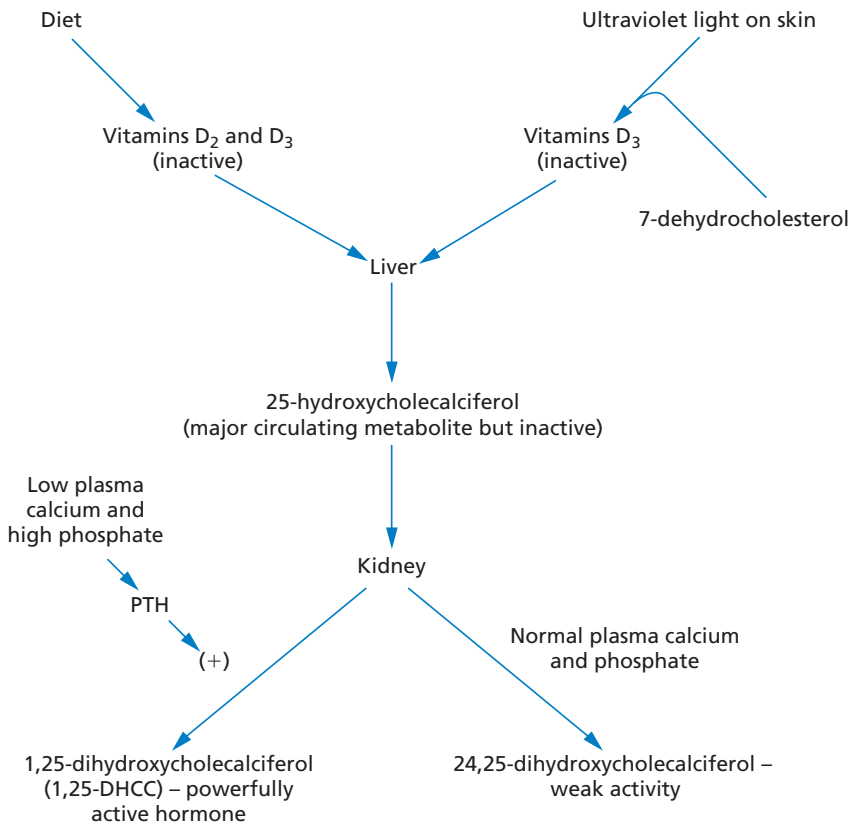 Diet
Ultraviolet light on skin
Vitamins D₂ and D₃
(inactive)
Vitamins D₃
(inactive)
7-dehydrocholesterol
Liver
25-hydroxycholecalciferol
(major circulating metabolite but inactive)
Low plasma
calcium and
high phosphate
Kidney
PTH
(+)
Normal plasma calcium
and phosphate
1,25-dihydroxycholecalciferol
(1,25-DHCC) – powerfully
active hormone
24,25-dihydroxycholecalciferol –
weak activity